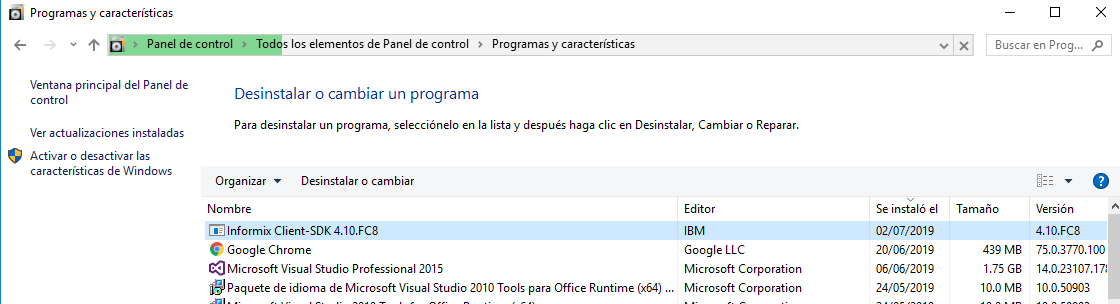 Programas y características
Panel de control > Todos los elementos de Panel de control > Programas y características
Buscar en Prog...
Ventana principal del Panel de control
Ver actualizaciones instaladas
Activar o desactivar las características de Windows
Desinstalar o cambiar un programa
Para desinstalar un programa, selecciónelo en la lista y después haga clic en Desinstalar, Cambiar o Reparar.
Organizar Desinstalar o cambiar
Nombre Editor Se instaló el Tamaño Versión
Informix Client-SDK 4.10.FC8 IBM 02/07/2019 4.10.FC8
Google Chrome Google LLC 20/06/2019 439 MB 75.0.3770.100
Microsoft Visual Studio Professional 2015 Microsoft Corporation 06/06/2019 1.75 GB 14.0.23107.178
Paquete de idioma de Microsoft Visual Studio 2010 Tools para Office Runtime (x64) ... Microsoft Corporation 24/05/2019 10.0 MB 10.0.50903